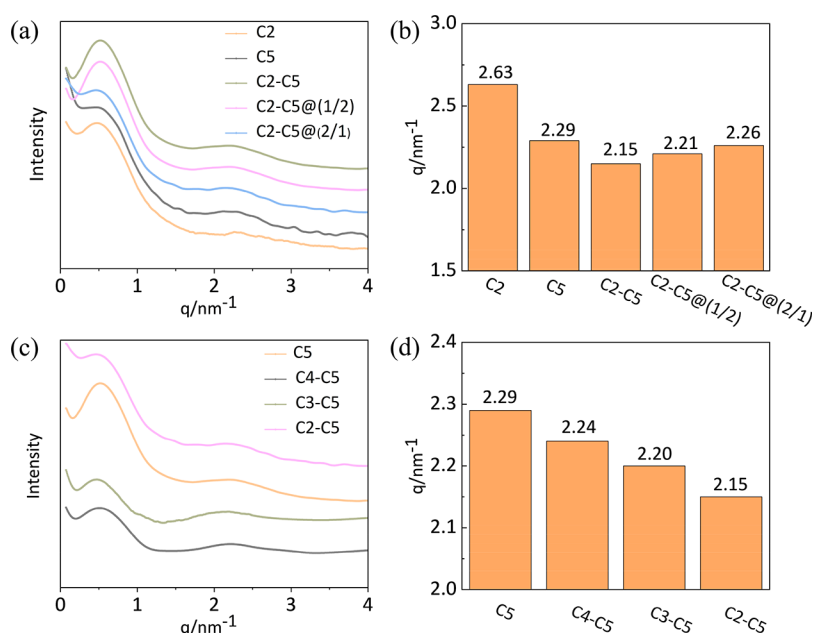 (a)
C2
C5
C2-C5
C2-C5@(1/2)
C2-C5@(2/1)
Intensity
0 1 2 3 4
q/nm-1
(b)
3.0
2.5
2.0
1.5
q/nm-1
2.63
2.29
2.15
2.21
2.26
C2
C5
C2-C5
C2-C5@(1/2)
C2-C5@(2/1)
(c)
C5
C4-C5
C3-C5
C2-C5
Intensity
0 1 2 3 4
q/nm-1
(d)
2.4
2.3
2.2
2.1
2.0
q/nm-1
2.29
2.24
2.20
2.15
C5
C4-C5
C3-C5
C2-C5